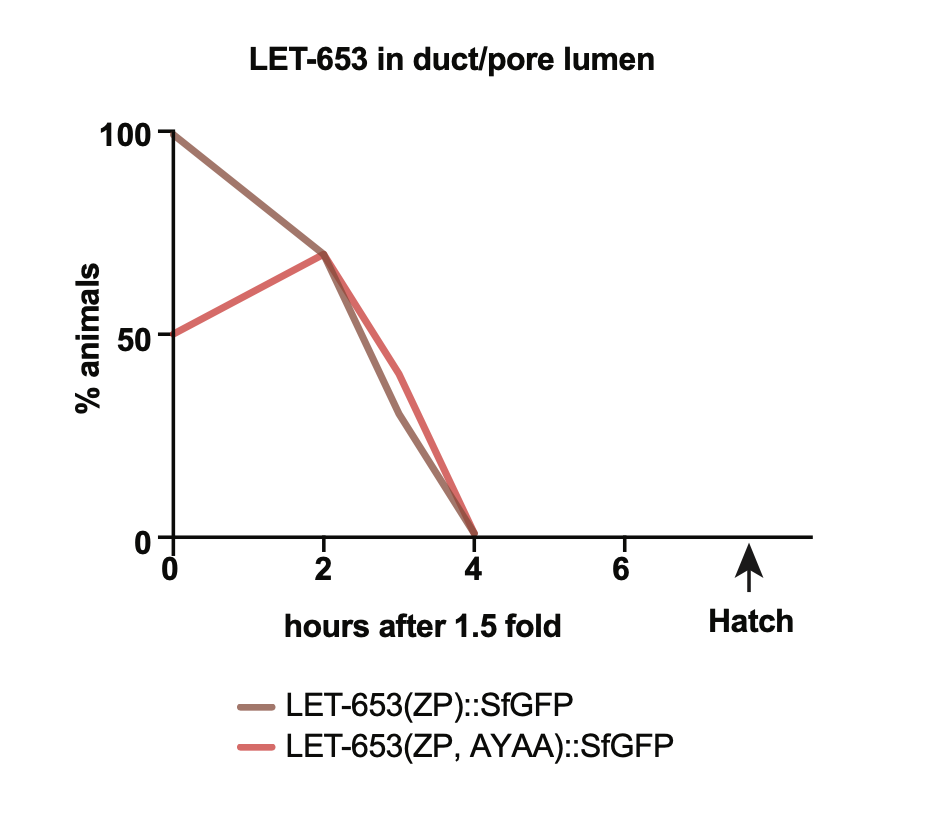 LET-653 in duct/pore lumen
100
50
0
% animals
0 2 4 6
Hatch
hours after 1.5 fold
LET-653(ZP)::SfGFP
LET-653(ZP, AYAA)::SfGFP